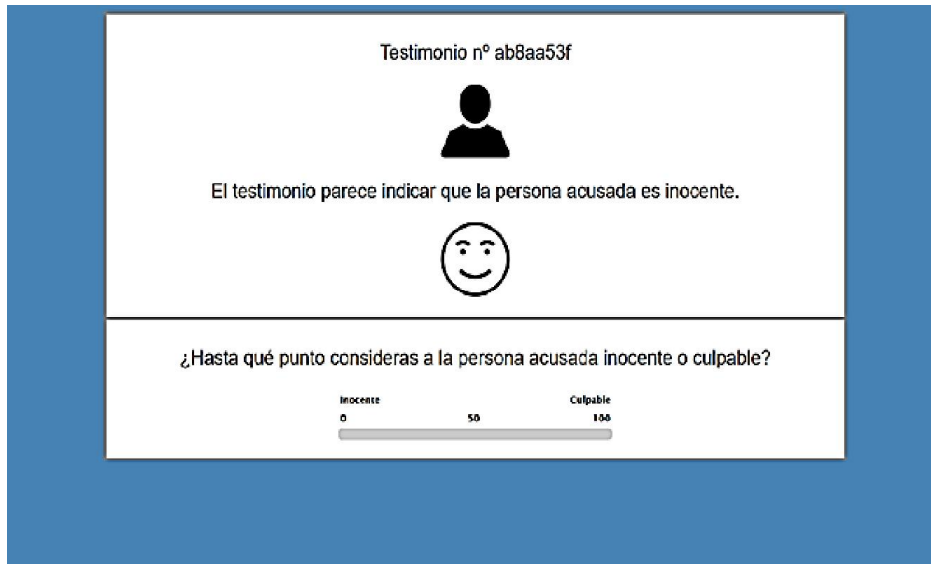 Testimonio nº ab8aa53f
El testimonio parece indicar que la persona acusada es inocente.
¿Hasta qué punto consideras a la persona acusada inocente o culpable?
Inocente Culpable
0 50 100